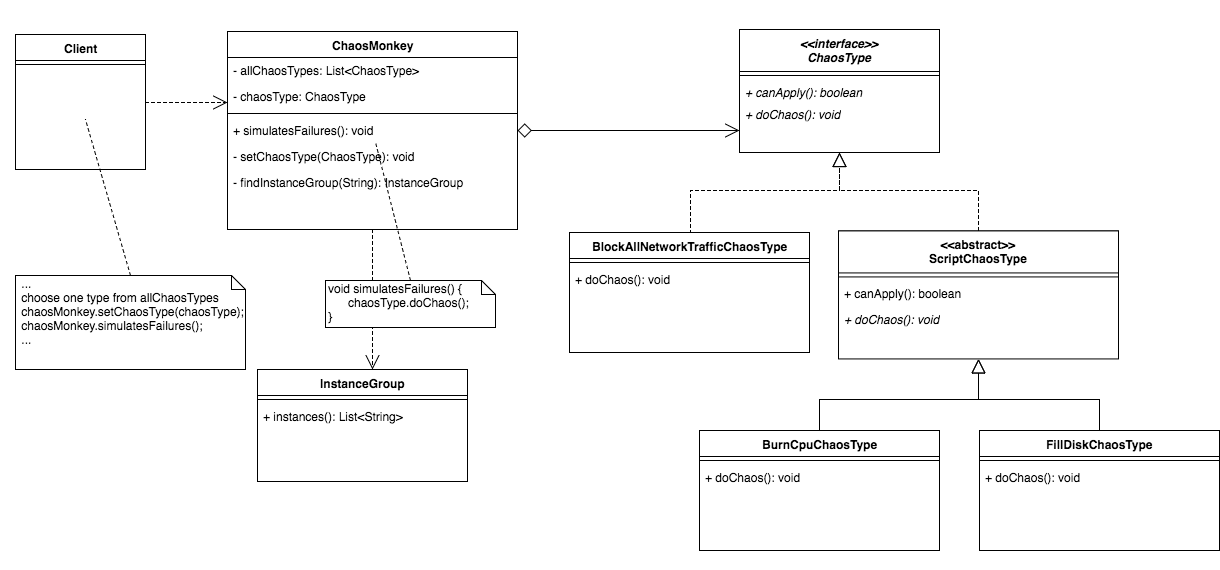 Client
ChaosMonkey
- allChaosTypes: List<ChaosType>
- chaosType: ChaosType
+ simulatesFailures(): void
- setChaosType(ChaosType): void
- findInstanceGroup(String): InstanceGroup
<<interface>>
ChaosType
+ canApply(): boolean
+ doChaos(): void
BlockAllNetworkTrafficChaosType
+ doChaos(): void
<<abstract>>
ScriptChaosType
+ canApply(): boolean
+ doChaos(): void
...
choose one type from allChaosTypes
chaosMonkey.setChaosType(chaosType);
chaosMonkey.simulatesFailures();
...
void simulatesFailures() {
chaosType.doChaos();
}
InstanceGroup
+ instances(): List<String>
BurnCpuChaosType
+ doChaos(): void
FillDiskChaosType
+ doChaos(): void